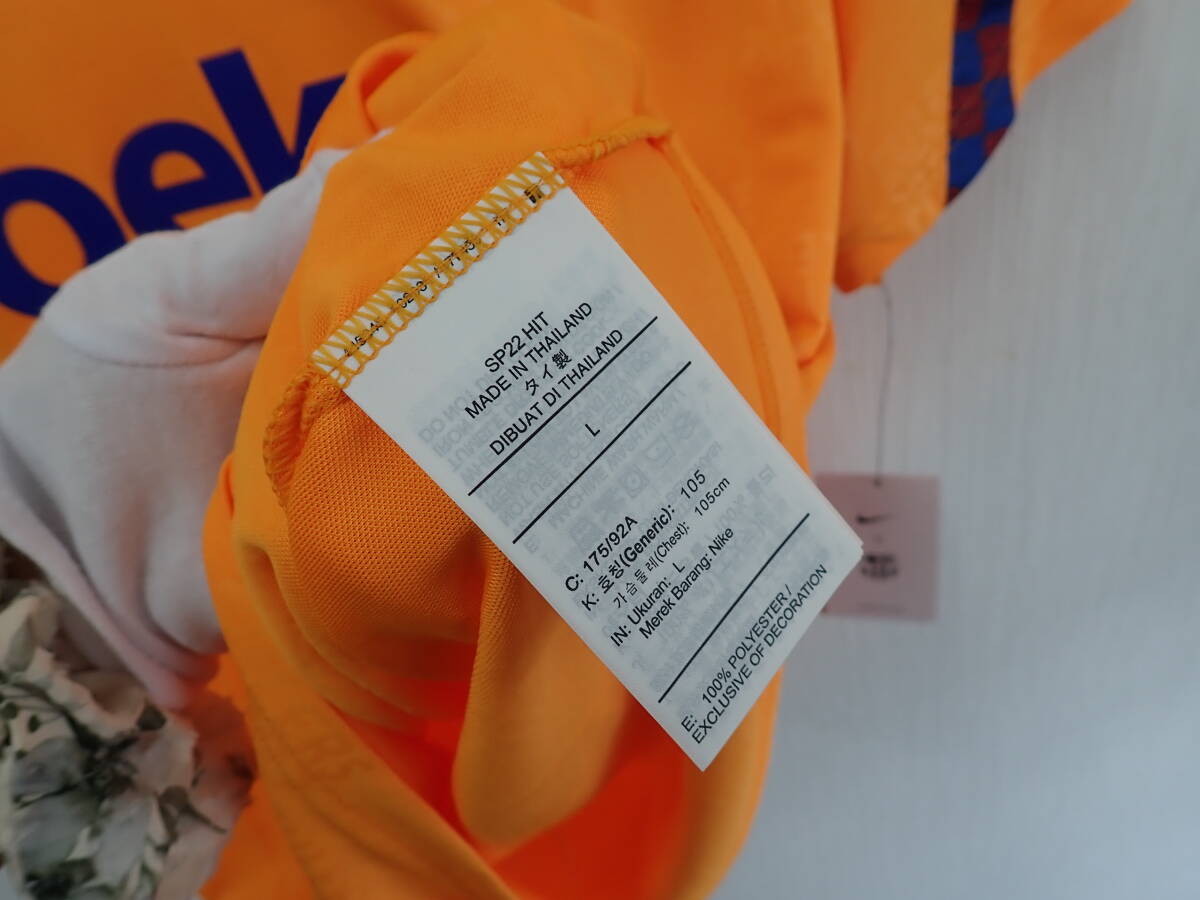 oek
SP22 HIT
MADE IN THAILAND
タイ製
DIBUAT DI THAILAND
L
C: 175/92A
K: 호칭(Generic): 105
가슴둘레(Chest): 105cm
IN: Ukuran: L
Merek Barang: Nike
E: 100% POLYESTER/
EXCLUSIVE OF DECORATION